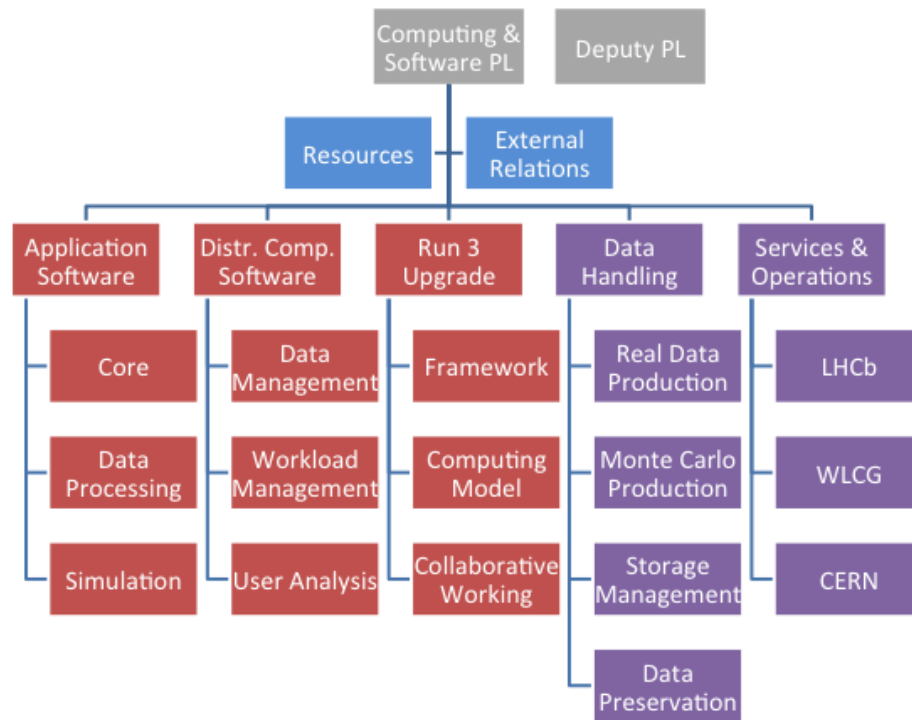 Computing &
Software PL
Deputy PL
Resources
External
Relations
Application
Software
Distr. Comp.
Software
Run 3
Upgrade
Data
Handling
Services &
Operations
Core
Data
Management
Framework
Real Data
Production
LHCb
Data
Processing
Workload
Management
Computing
Model
Monte Carlo
Production
WLCG
Simulation
User Analysis
Collaborative
Working
Storage
Management
CERN
Data
Preservation